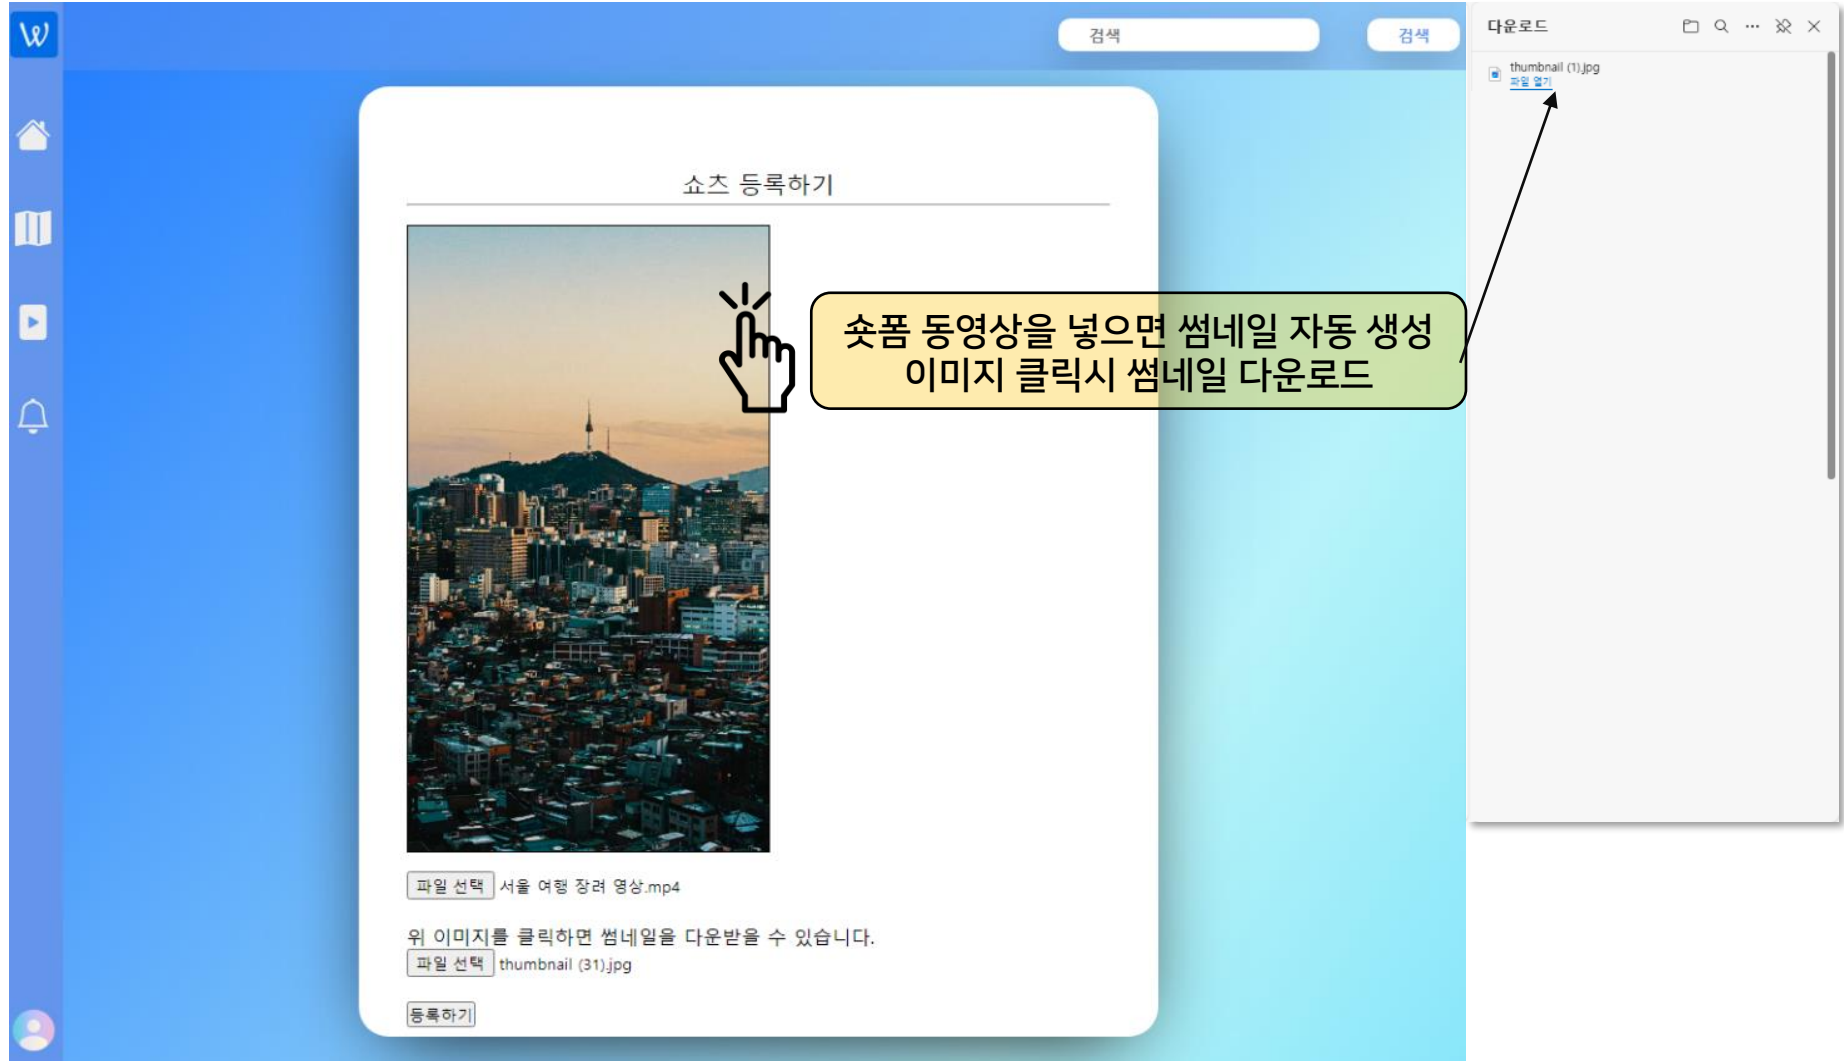 W
검색
검색
다운로드
thumbnail (1).jpg
파일 열기
쇼츠 등록하기
숏폼 동영상을 넣으면 썸네일 자동 생성
이미지 클릭시 썸네일 다운로드
파일 선택 서울 여행 장려 영상.mp4
위 이미지를 클릭하면 썸네일을 다운받을 수 있습니다.
파일 선택 thumbnail (31).jpg
등록하기